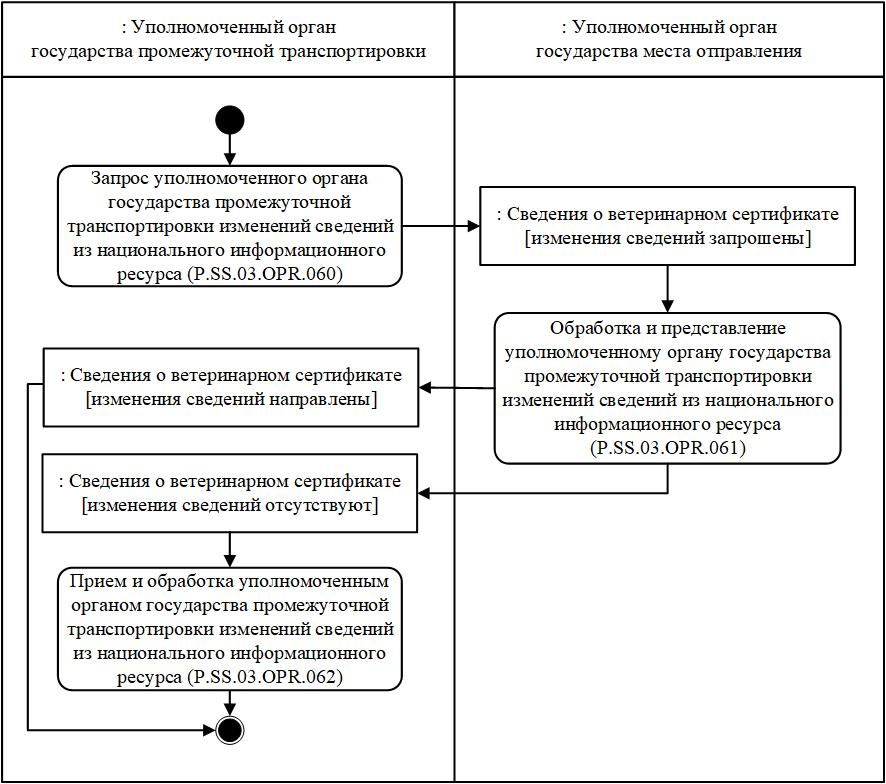 : Уполномоченный орган
государства промежуточной транспортировки
: Уполномоченный орган
государства места отправления
Запрос уполномоченного органа
государства промежуточной
транспортировки изменений сведений
из национального информационного
ресурса (P.SS.03.OPR.060)
: Сведения о ветеринарном сертификате
[изменения сведений запрошены]
Обработка и представление
уполномоченному органу государства
промежуточной транспортировки
изменений сведений из национального
информационного ресурса
(P.SS.03.OPR.061)
: Сведения о ветеринарном сертификате
[изменения сведений направлены]
: Сведения о ветеринарном сертификате
[изменения сведений отсутствуют]
Прием и обработка уполномоченным
органом государства промежуточной
транспортировки изменений сведений
из национального информационного
ресурса (P.SS.03.OPR.062)